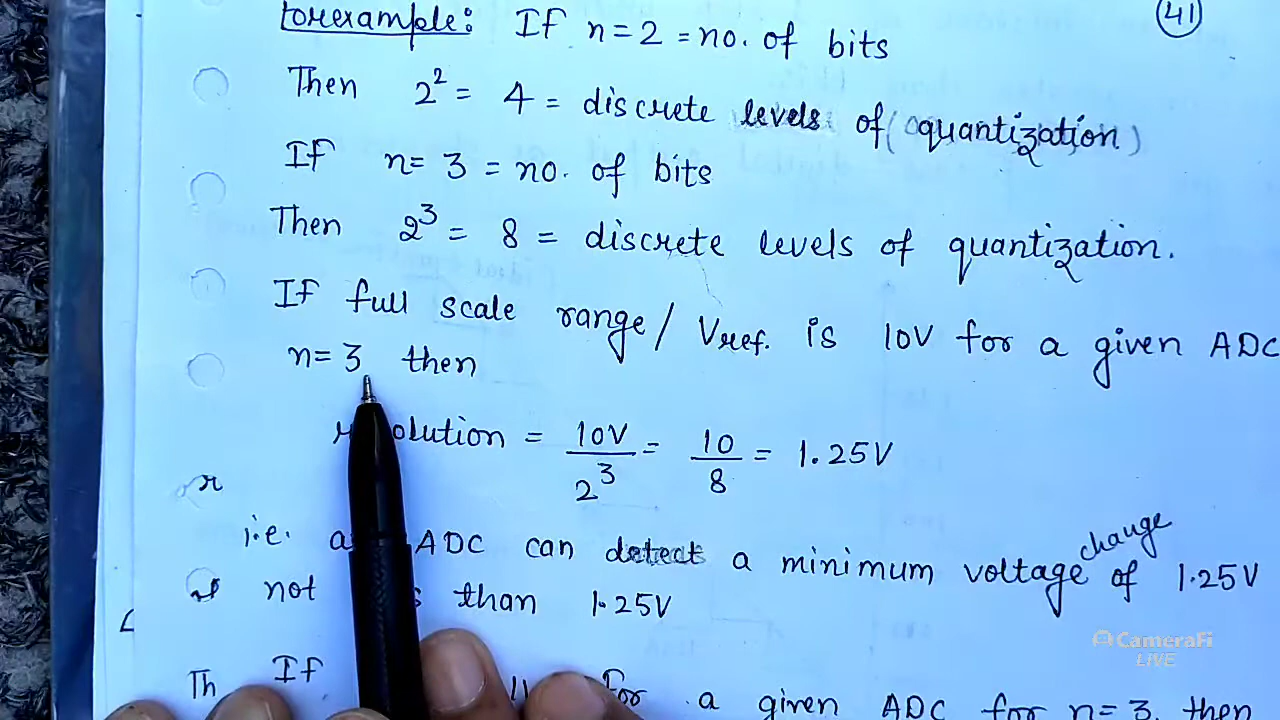 41
forexample: If n = 2 = no. of bits
Then 2² = 4 = discrete levels of (quantization)
If n = 3 = no. of bits
Then 2³ = 8 = discrete levels of quantization.
If full scale range / Vref. is 10V for a given ADC
n = 3 then
resolution = 10V / 2³ = 10 / 8 = 1.25V
i.e. ADC can detect a minimum voltage change of 1.25V
not than 1.25V
Th If for a given ADC for n = 3, then
CameraFi
LIVE